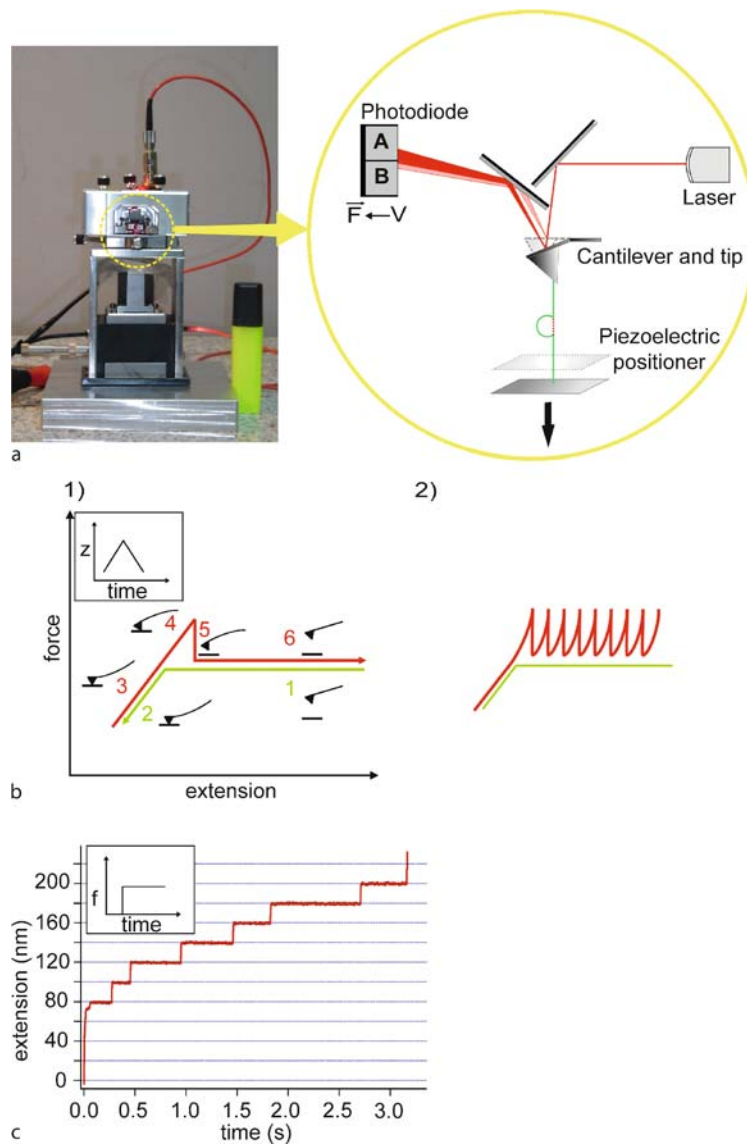 Photodiode
A
B
F ← V
Laser
Cantilever and tip
Piezoelectric
positioner
a
1)
2)
z
time
force
4
5
6
3
1
2
extension
b
f
time
extension (nm)
200
160
120
80
40
0
0.0 0.5 1.0 1.5 2.0 2.5 3.0
time (s)
c